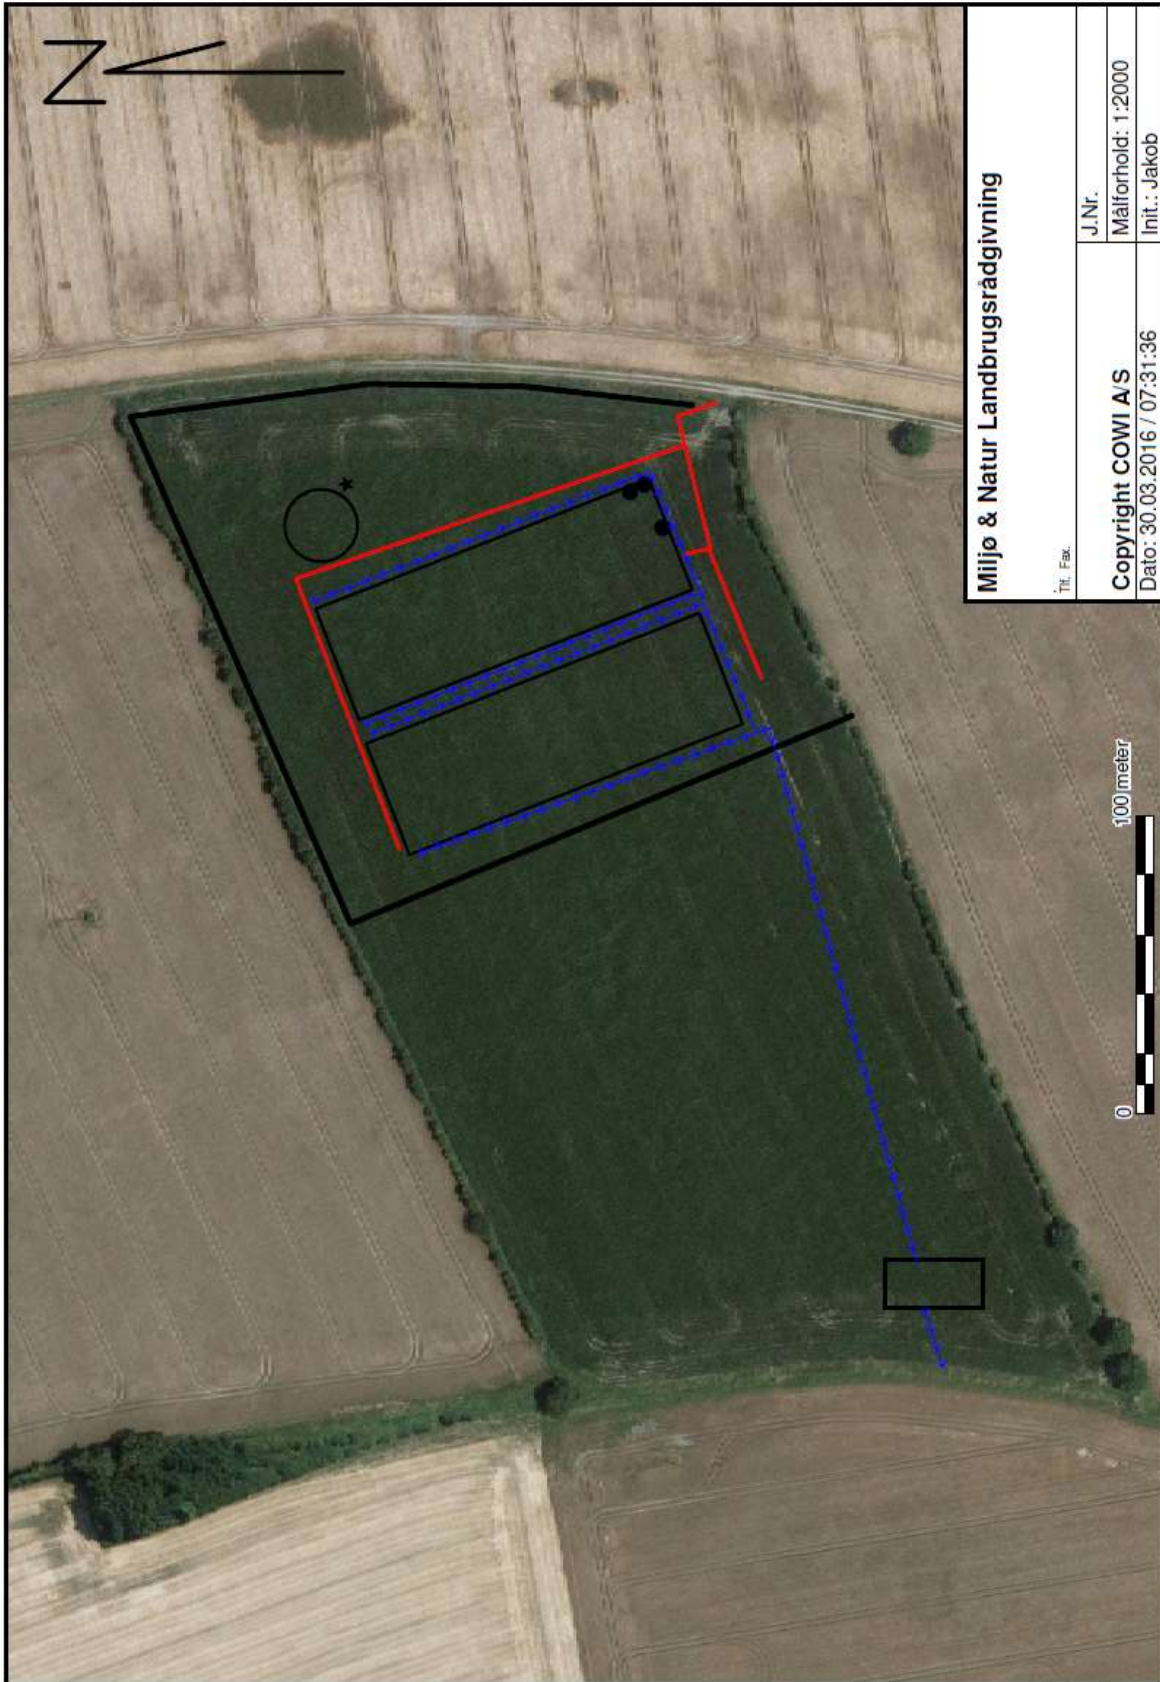 N
Miljø & Natur Landbrugsrådgivning
Tlf. Fax.
J.Nr.
Copyright COWI A/S
Målforhold: 1:2000
Dato: 30.03.2016 / 07:31:36
Init.: Jakob
0
100 meter